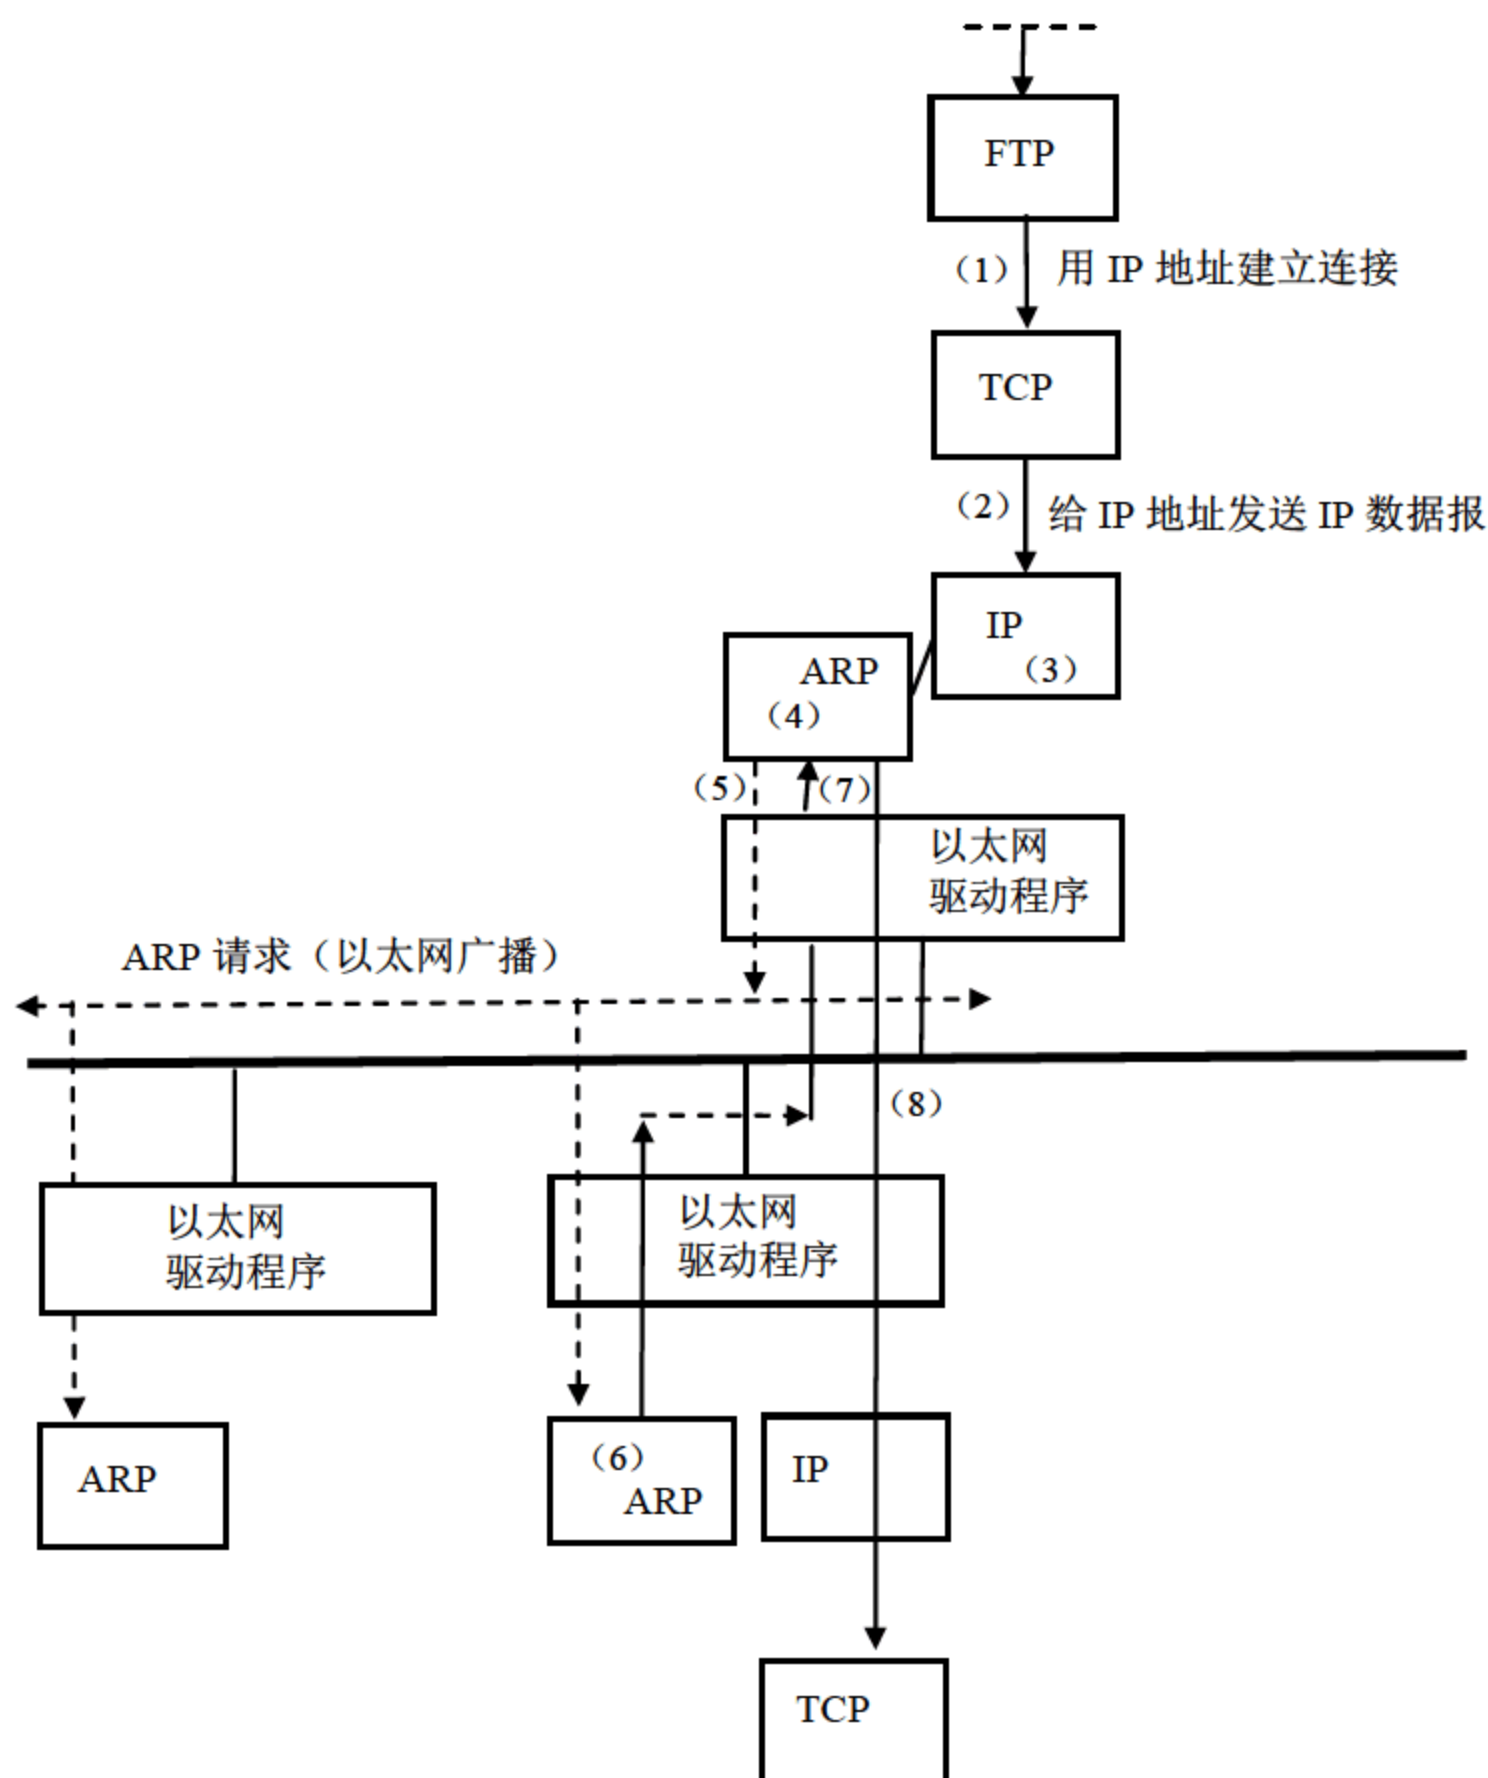 FTP
（1） 用 IP 地址建立连接
TCP
（2） 给 IP 地址发送 IP 数据报
IP
（3）
ARP
（4）
（5）
（7）
以太网
驱动程序
ARP 请求（以太网广播）
（8）
以太网
驱动程序
以太网
驱动程序
ARP
（6）
ARP
IP
TCP